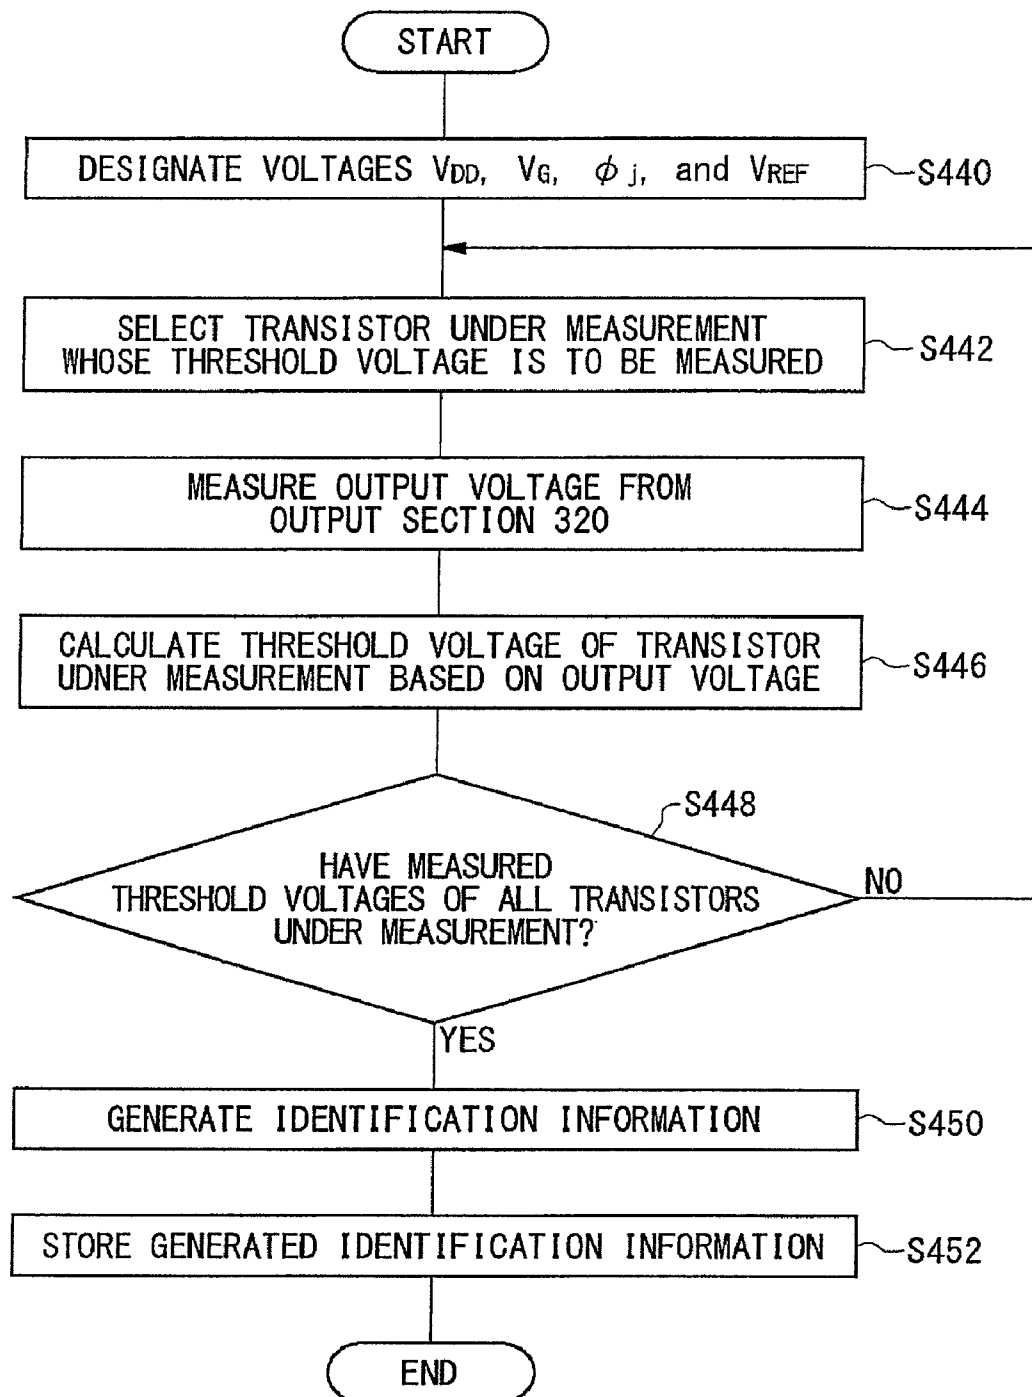 START
DESIGNATE VOLTAGES VDD, VG, φj, and VREF
S440
SELECT TRANSISTOR UNDER MEASUREMENT
WHOSE THRESHOLD VOLTAGE IS TO BE MEASURED
S442
MEASURE OUTPUT VOLTAGE FROM
OUTPUT SECTION 320
S444
CALCULATE THRESHOLD VOLTAGE OF TRANSISTOR
UDNER MEASUREMENT BASED ON OUTPUT VOLTAGE
S446
S448
HAVE MEASURED
THRESHOLD VOLTAGES OF ALL TRANSISTORS
UNDER MEASUREMENT?
NO
YES
GENERATE IDENTIFICATION INFORMATION
S450
STORE GENERATED IDENTIFICATION INFORMATION
S452
END